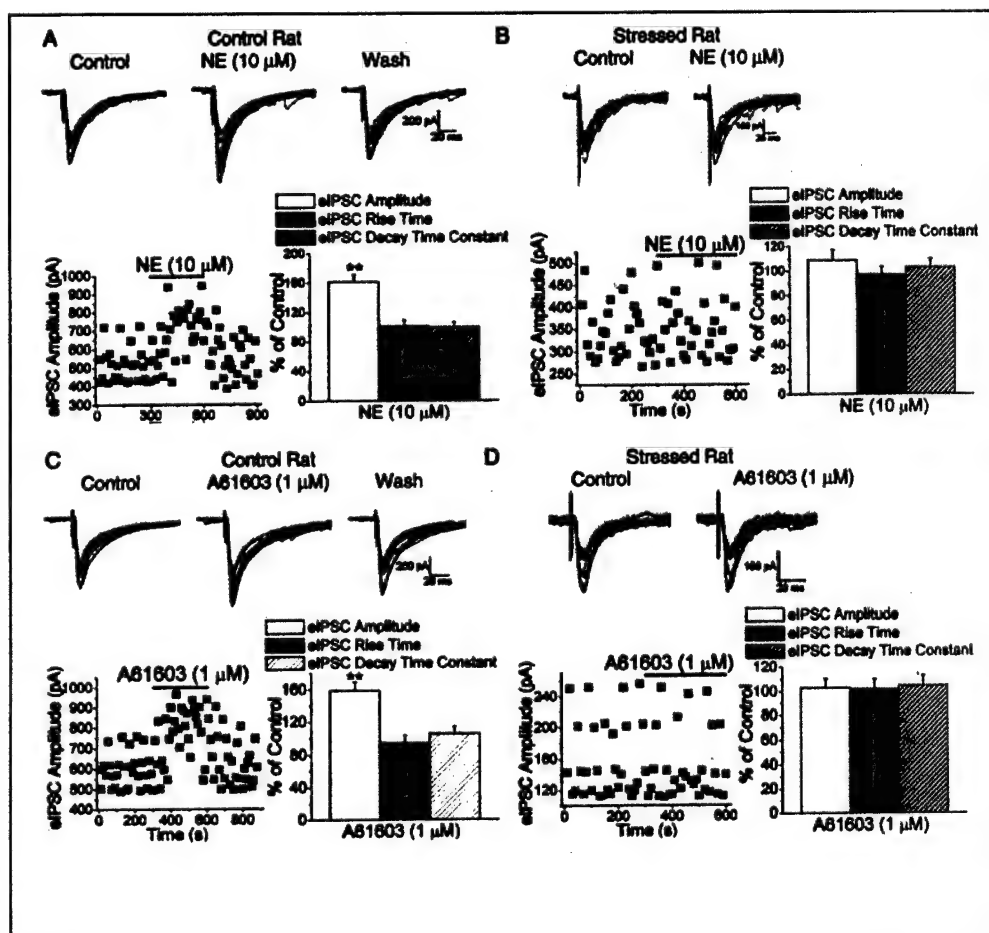 A
Control Rat
Control
NE (10 μM)
Wash
200 pA
20 ms
eIPSC Amplitude
eIPSC Rise Time
eIPSC Decay Time Constant
NE (10 μM)
eIPSC Amplitude (pA)
1000
900
800
700
600
500
400
300
0
300
600
900
% of Control
200
160
120
80
40
0
**
NE (10 μM)
B
Stressed Rat
Control
NE (10 μM)
eIPSC Amplitude
eIPSC Rise Time
eIPSC Decay Time Constant
NE (10 μM)
eIPSC Amplitude (pA)
500
450
400
350
300
250
0
200
400
600
Time (s)
% of Control
120
100
80
60
40
20
0
NE (10 μM)
C
Control Rat
Control
A61603 (1 μM)
Wash
200 pA
20 ms
eIPSC Amplitude
eIPSC Rise Time
eIPSC Decay Time Constant
A61603 (1 μM)
eIPSC Amplitude (pA)
1000
900
800
700
600
500
400
0
200
400
600
800
Time (s)
% of Control
160
120
80
40
0
**
A61603 (1 μM)
D
Stressed Rat
Control
A61603 (1 μM)
100 pA
20 ms
eIPSC Amplitude
eIPSC Rise Time
eIPSC Decay Time Constant
A61603 (1 μM)
eIPSC Amplitude (pA)
240
200
160
120
0
200
400
600
Time (s)
% of Control
120
100
80
60
40
20
0
A61603 (1 μM)